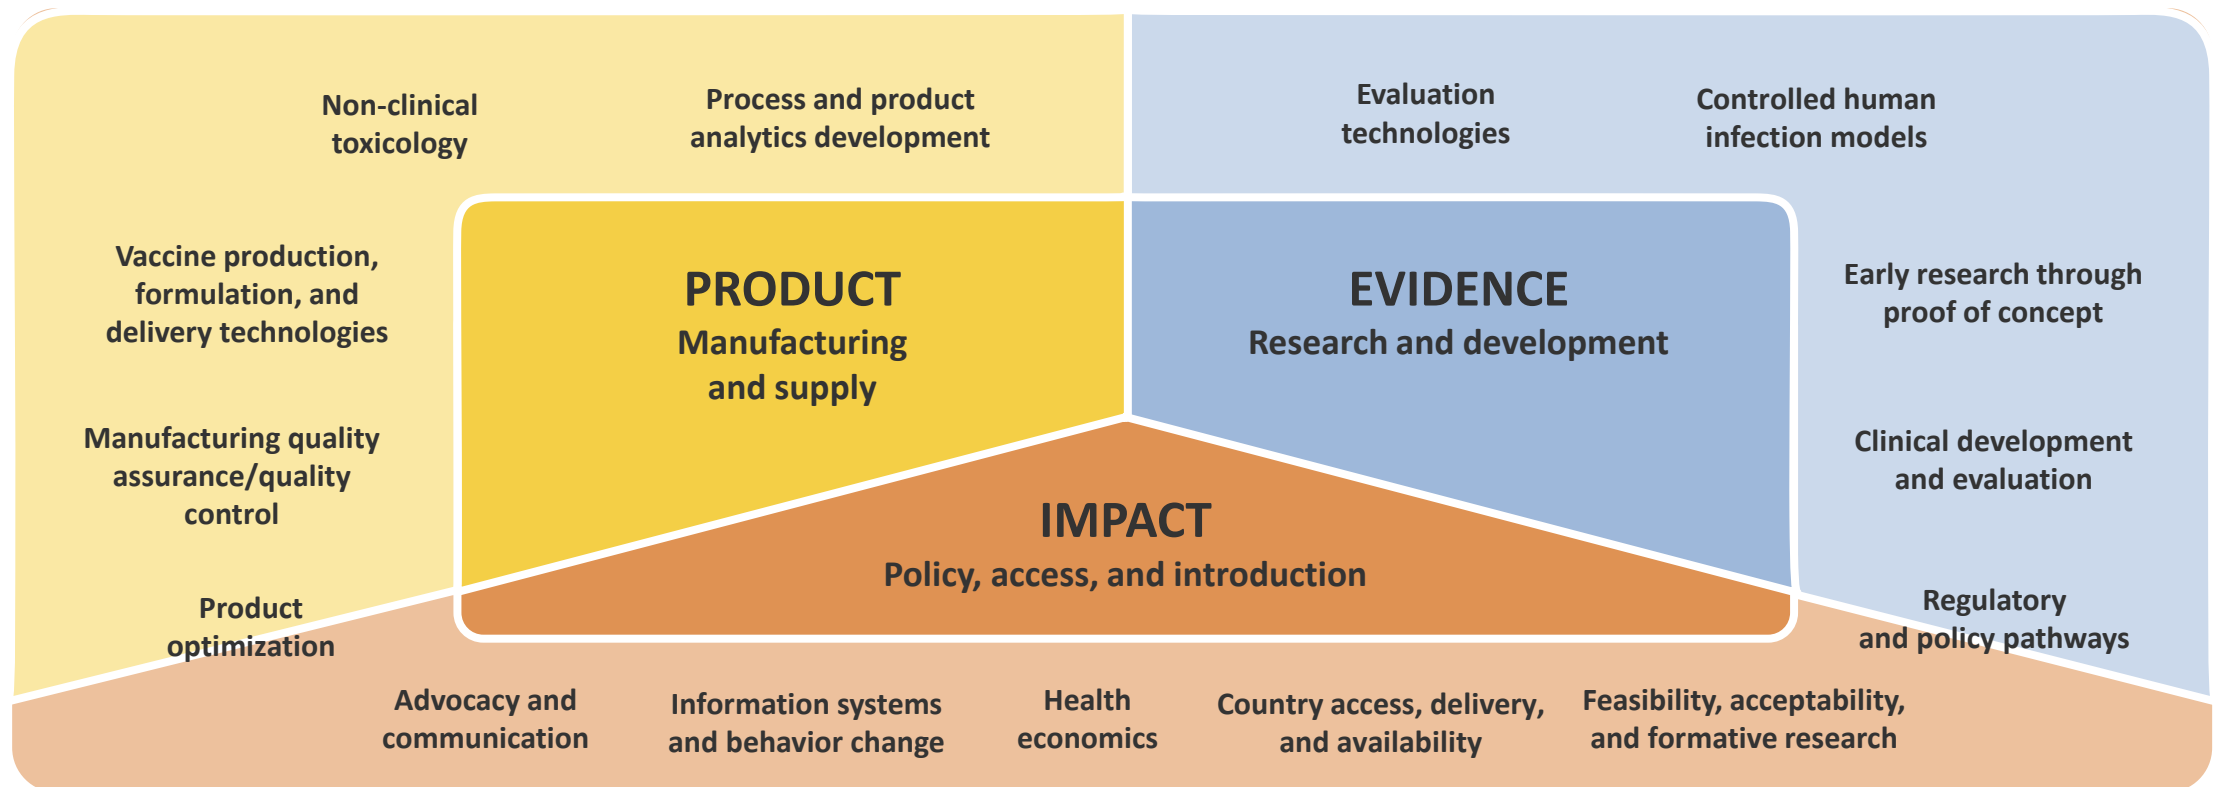 Non-clinical
toxicology
Process and product
analytics development
Evaluation
technologies
Controlled human
infection models
Vaccine production,
formulation, and
delivery technologies
PRODUCT
Manufacturing
and supply
EVIDENCE
Research and development
Early research through
proof of concept
Manufacturing quality
assurance/quality
control
Clinical development
and evaluation
IMPACT
Policy, access, and introduction
Product
optimization
Regulatory
and policy pathways
Advocacy and
communication
Information systems
and behavior change
Health
economics
Country access, delivery,
and availability
Feasibility, acceptability,
and formative research